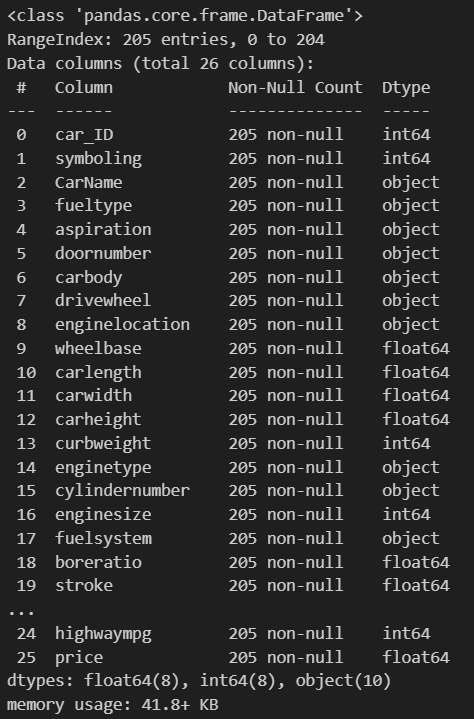 <class 'pandas.core.frame.DataFrame'>
RangeIndex: 205 entries, 0 to 204
Data columns (total 26 columns):
 #   Column            Non-Null Count  Dtype
---  ------            --------------  -----
 0   car_ID            205 non-null    int64
 1   symboling         205 non-null    int64
 2   CarName           205 non-null    object
 3   fueltype          205 non-null    object
 4   aspiration        205 non-null    object
 5   doornumber        205 non-null    object
 6   carbody           205 non-null    object
 7   drivewheel        205 non-null    object
 8   enginelocation    205 non-null    object
 9   wheelbase         205 non-null    float64
 10  carlength         205 non-null    float64
 11  carwidth          205 non-null    float64
 12  carheight         205 non-null    float64
 13  curbweight        205 non-null    int64
 14  enginetype        205 non-null    object
 15  cylindernumber    205 non-null    object
 16  enginesize        205 non-null    int64
 17  fuelsystem        205 non-null    object
 18  boreratio         205 non-null    float64
 19  stroke            205 non-null    float64
...
 24  highwaympg        205 non-null    int64
 25  price             205 non-null    float64
dtypes: float64(8), int64(8), object(10)
memory usage: 41.8+ KB